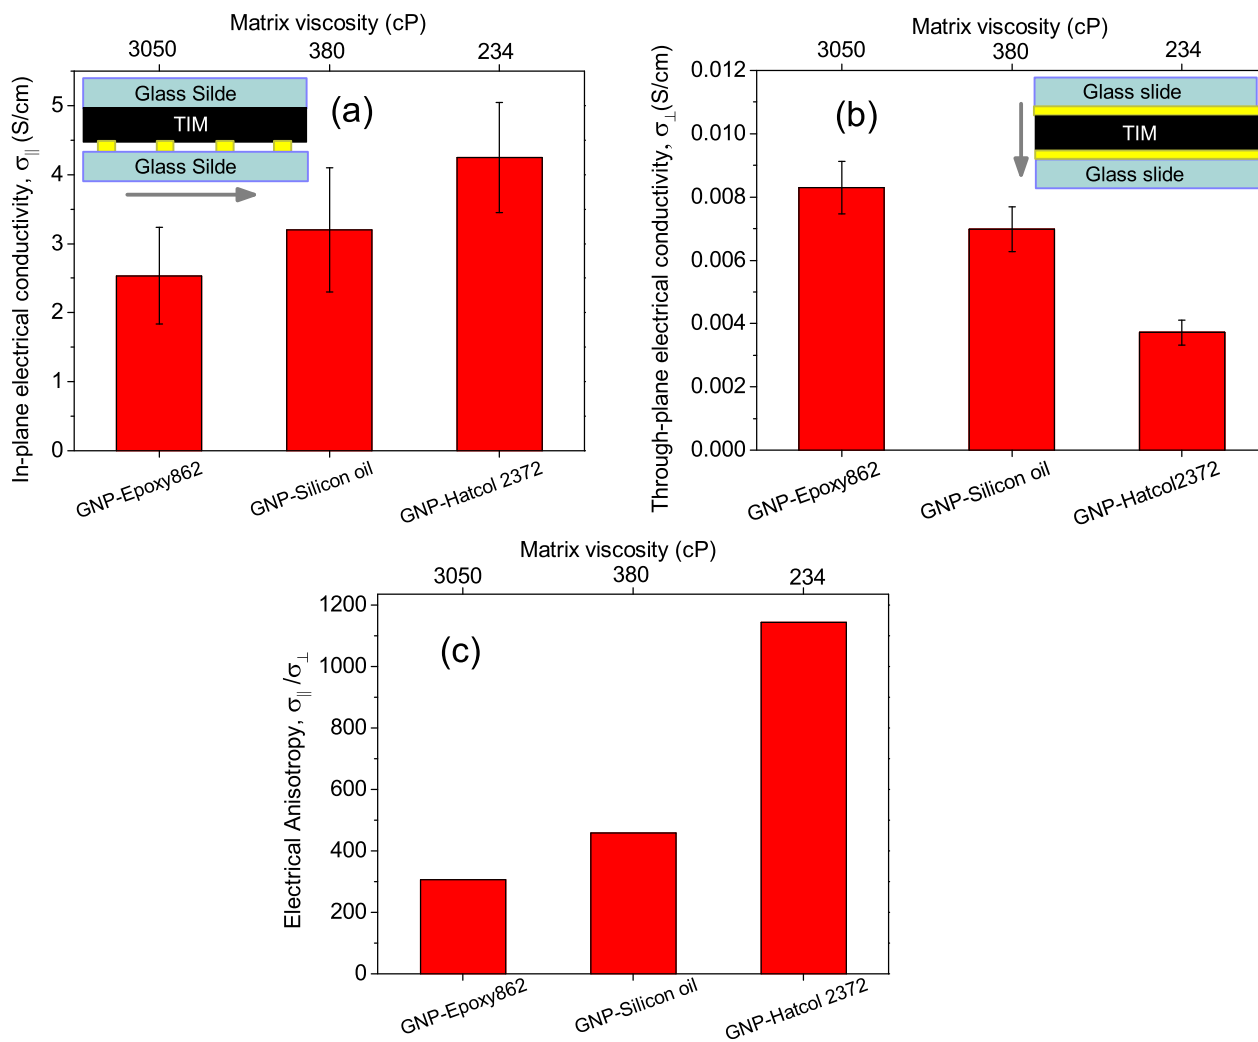 Matrix viscosity (cP)
3050 380 234
In-plane electrical conductivity, σ∥ (S/cm)
5
4
3
2
1
0
Glass Silde
TIM
Glass Silde
(a)
GNP-Epoxy862
GNP-Silicon oil
GNP-Hatcol 2372
Matrix viscosity (cP)
3050 380 234
Through-plane electrical conductivity, σ⊥(S/cm)
0.012
0.010
0.008
0.006
0.004
0.002
0.000
(b)
Glass slide
TIM
Glass slide
GNP-Epoxy862
GNP-Silicon oil
GNP-Hatcol2372
Matrix viscosity (cP)
3050 380 234
Electrical Anisotropy, σ∥/σ⊥
1200
1000
800
600
400
200
0
(c)
GNP-Epoxy862
GNP-Silicon oil
GNP-Hatcol 2372